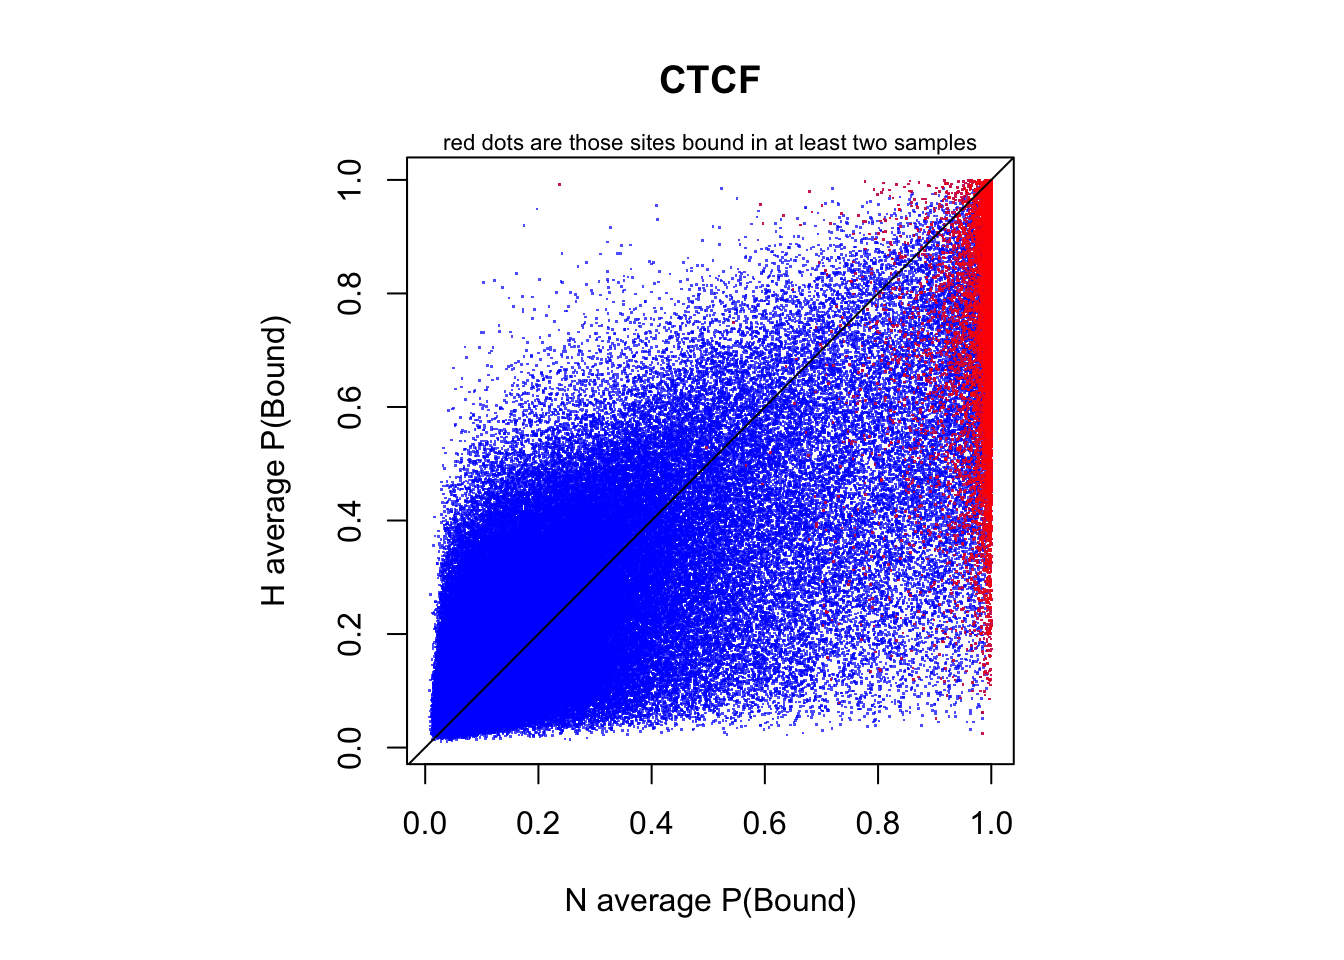 CTCF
red dots are those sites bound in at least two samples
H average P(Bound)
1.0
0.8
0.6
0.4
0.2
0.0
0.0 0.2 0.4 0.6 0.8 1.0
N average P(Bound)